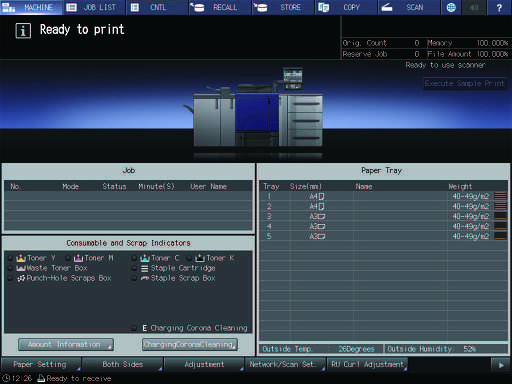 MACHINE JOB LIST CNTL RECALL STORE COPY SCAN ?
i Ready to print
Orig. Count 0 Memory 100.000%
Reserve Job 0 File Amount 100.000%
Ready to use scanner
Execute Sample Print
Job
No. Mode Status Minute(S) User Name
Consumable and Scrap Indicators
Toner Y Toner M Toner C Toner K
Waste Toner Box Staple Cartridge
Punch-Hole Scraps Box Staple Scrap Box
E Charging Corona Cleaning
Amount Information ChargingCoronaCleaning
Paper Tray
Tray Size(mm) Name Weight
1 A4 40-49g/m2
2 A4 40-49g/m2
3 A3 40-49g/m2
4 A3 40-49g/m2
5 A3 40-49g/m2
Outside Temp. 26Degrees Outside Humidity: 52%
Paper Setting Both Sides Adjustment Network/Scan Set. RU Curl Adjustment
12:26 Ready to receive